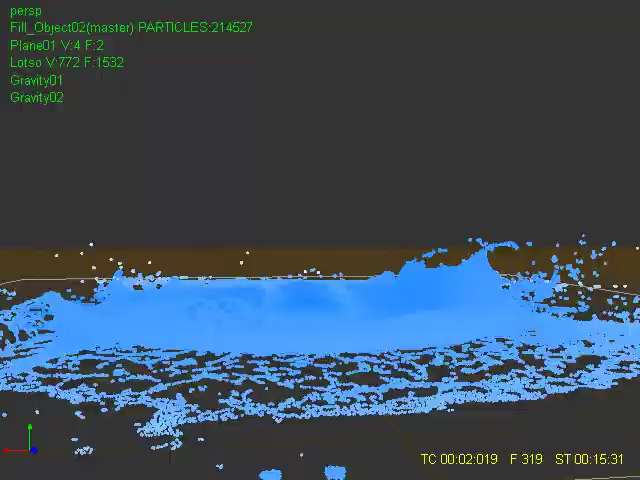 persp
Fill_Object02(master) PARTICLES:214527
Plane01 V:4 F:2
Lotso V:772 F:1532
Gravity01
Gravity02
TC 00:02:019 F 319 ST 00:15:31